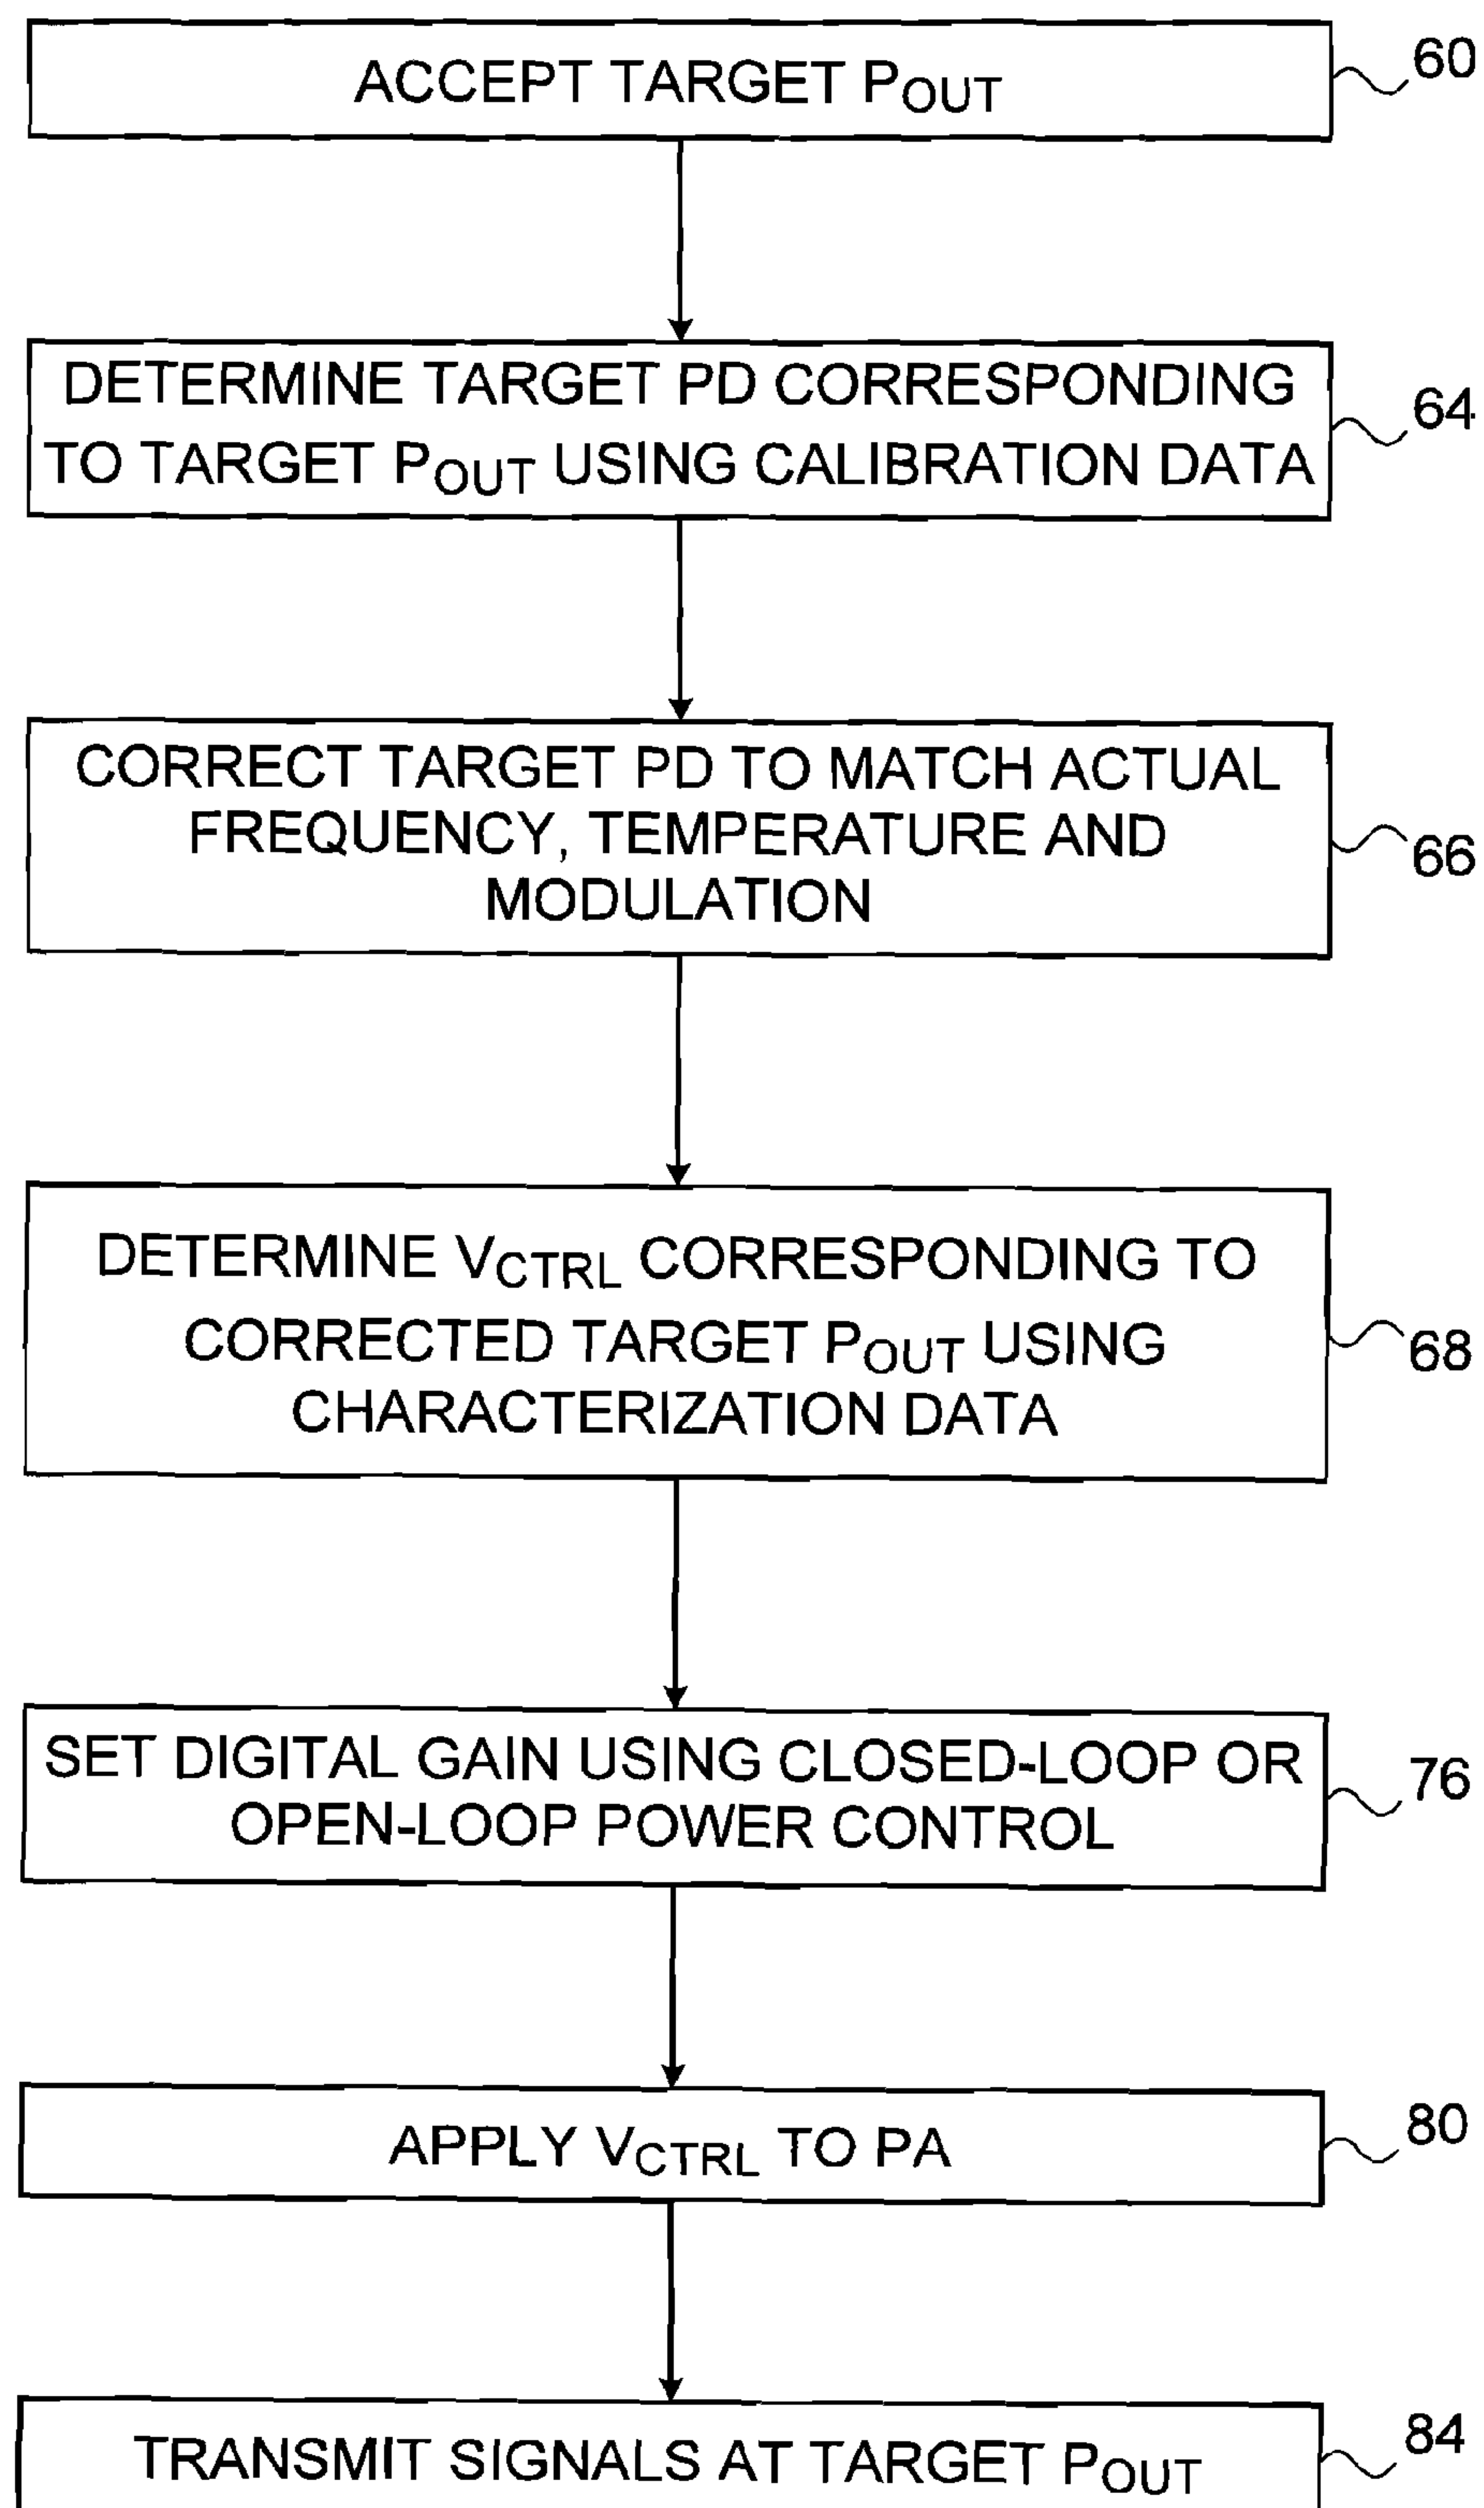 ACCEPT TARGET POUT
60
DETERMINE TARGET PD CORRESPONDING
TO TARGET POUT USING CALIBRATION DATA
64
CORRECT TARGET PD TO MATCH ACTUAL
FREQUENCY, TEMPERATURE AND
MODULATION
66
DETERMINE VCTRL CORRESPONDING TO
CORRECTED TARGET POUT USING
CHARACTERIZATION DATA
68
SET DIGITAL GAIN USING CLOSED-LOOP OR
OPEN-LOOP POWER CONTROL
76
APPLY VCTRL TO PA
80
TRANSMIT SIGNALS AT TARGET POUT
84